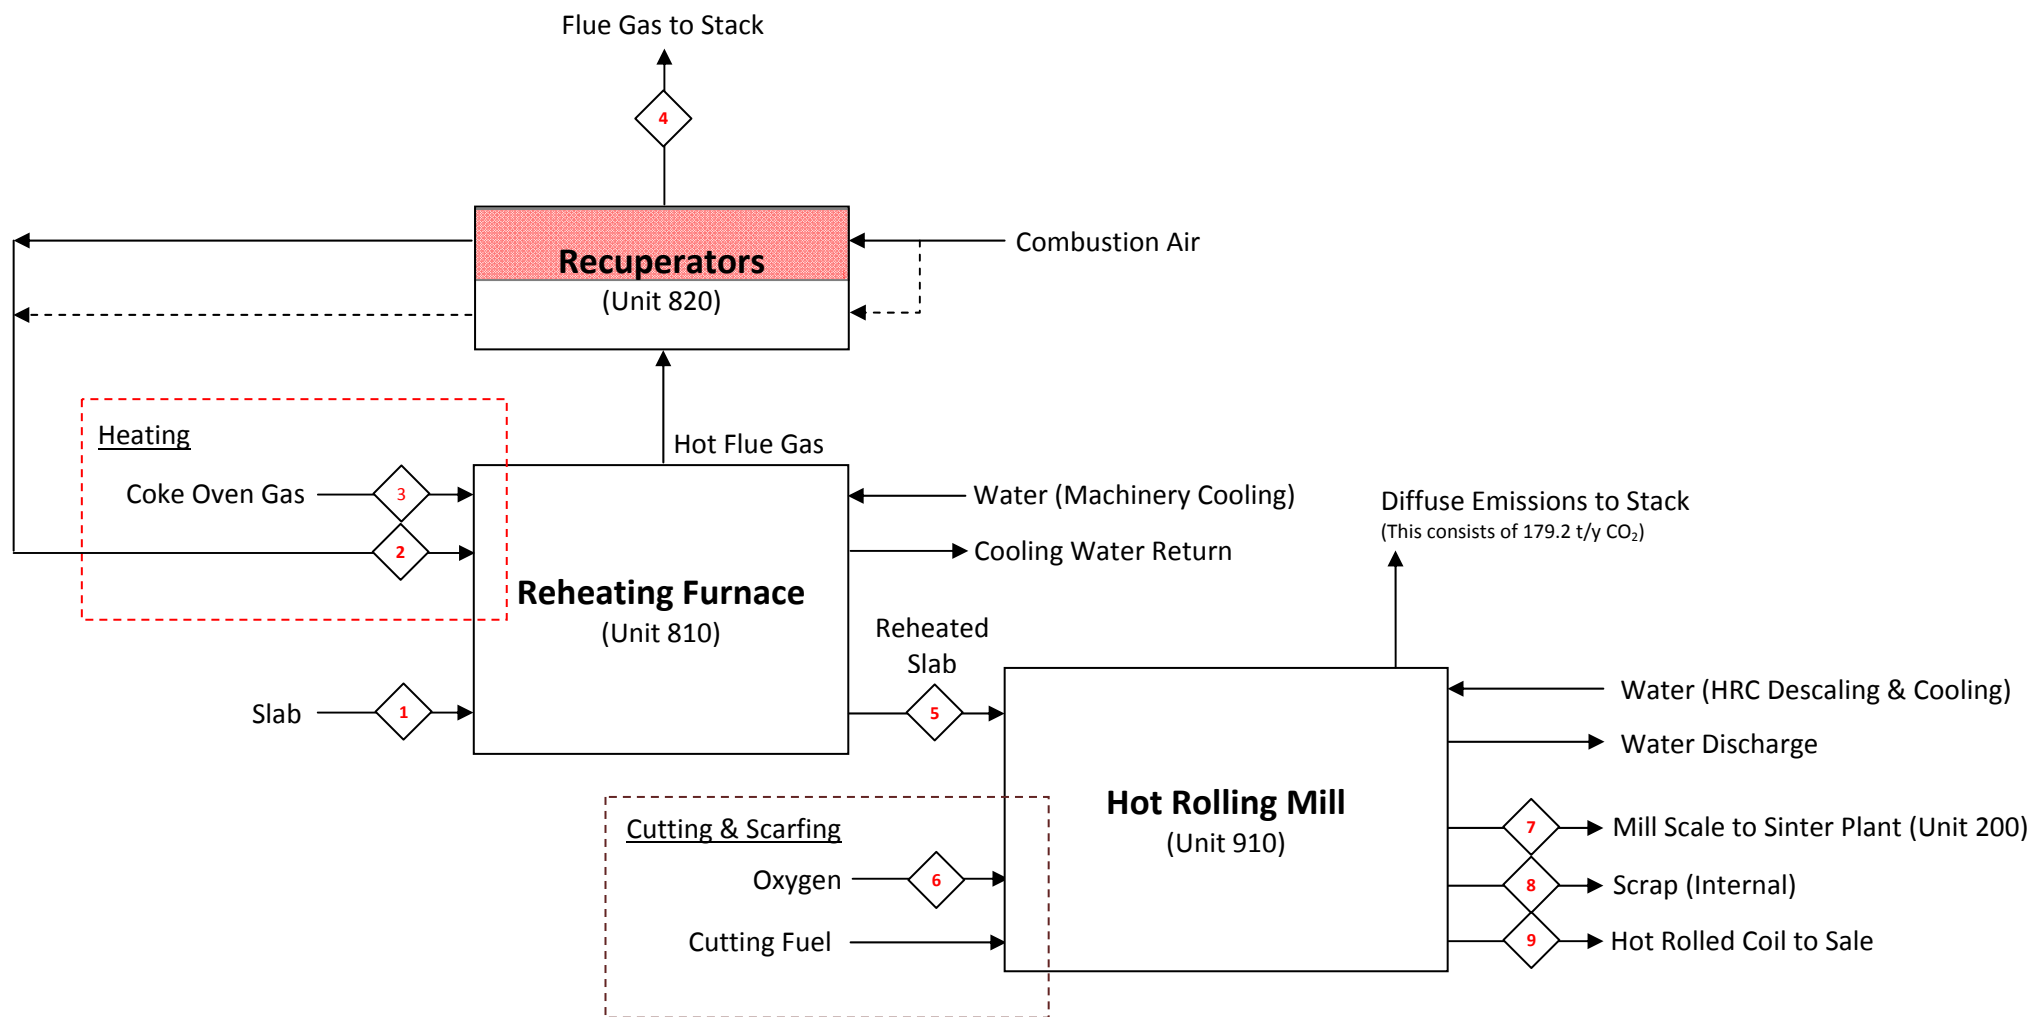 Flue Gas to Stack
4
Recuperators
(Unit 820)
Combustion Air
Heating
Hot Flue Gas
Coke Oven Gas
3
2
Water (Machinery Cooling)
Cooling Water Return
Diffuse Emissions to Stack
(This consists of 179.2 t/y CO₂)
Reheating Furnace
(Unit 810)
Reheated
Slab
Slab
1
5
Water (HRC Descaling & Cooling)
Water Discharge
Hot Rolling Mill
(Unit 910)
Cutting & Scarfing
Oxygen
6
Cutting Fuel
7
Mill Scale to Sinter Plant (Unit 200)
8
Scrap (Internal)
9
Hot Rolled Coil to Sale